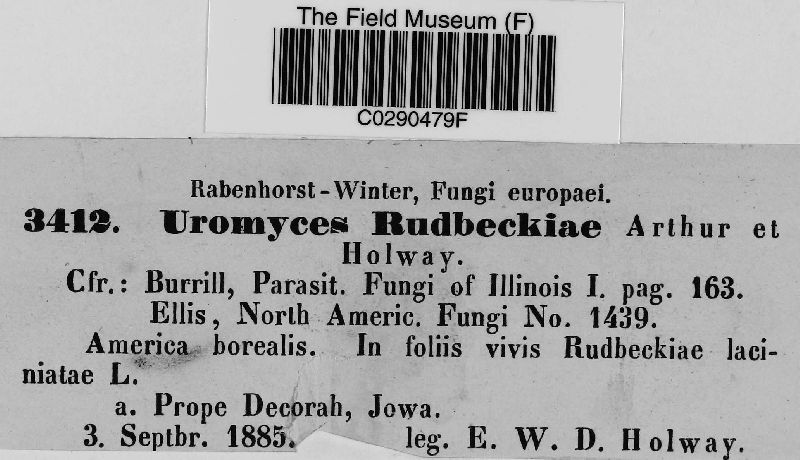 The Field Museum (F)
C0290479F
Rabenhorst-Winter, Fungi europaei.
3412. Uromyces Rudbeckiae Arthur et
Holway.
Cfr.: Burrill, Parasit. Fungi of Illinois I. pag. 163.
Ellis, North Americ. Fungi No. 1439.
America borealis. In foliis vivis Rudbeckiae laci-
niatae L.
a. Prope Decorah, Jowa.
3. Septbr. 1885. leg. E. W. D. Holway.